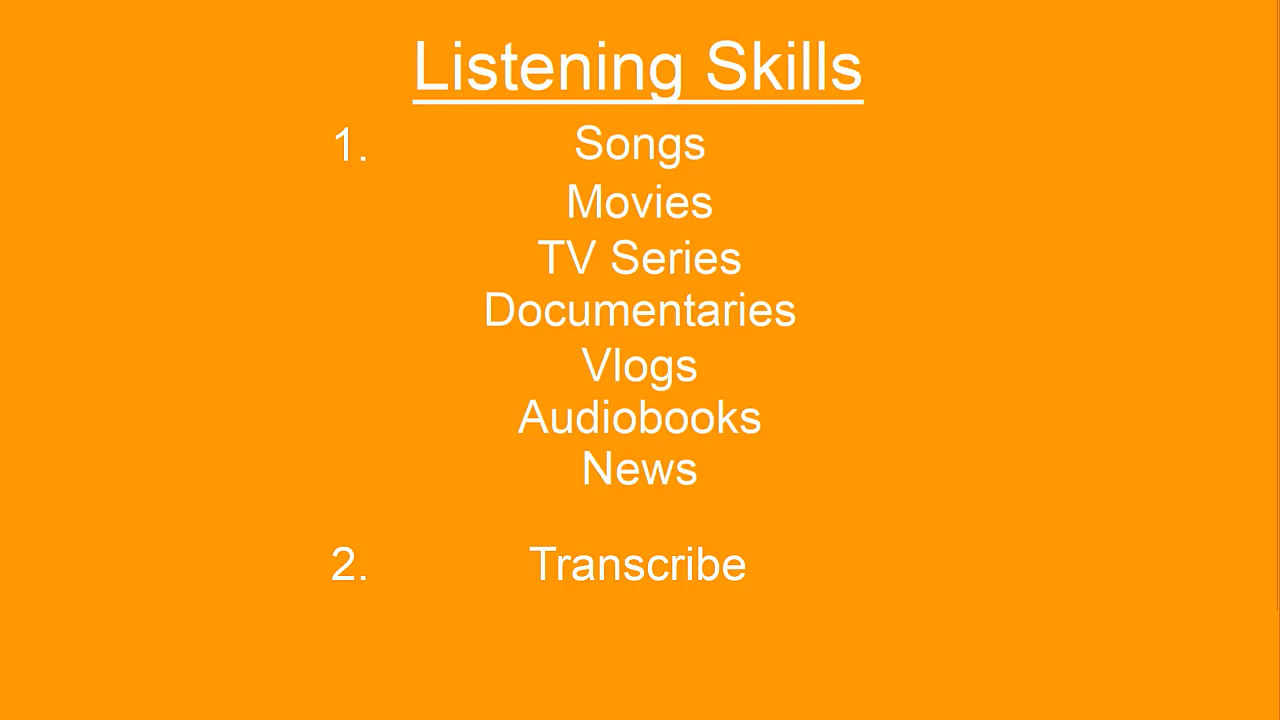 Listening Skills
1. Songs
Movies
TV Series
Documentaries
Vlogs
Audiobooks
News
2. Transcribe